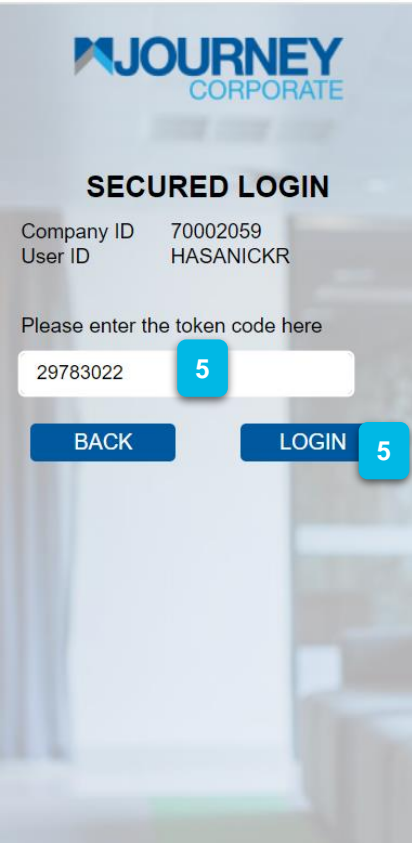 JOURNEY
CORPORATE
SECURED LOGIN
Company ID 70002059
User ID HASANICKR
Please enter the token code here
29783022 5
BACK LOGIN 5